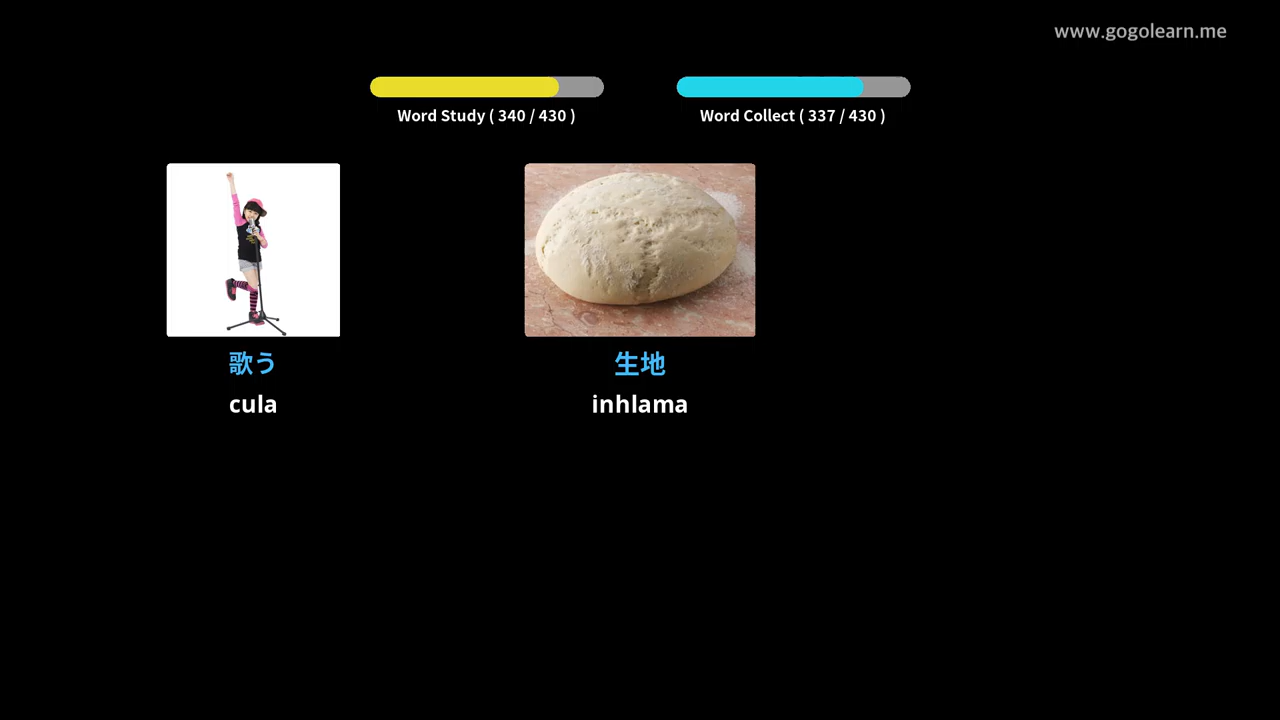 www.gogolearn.me
Word Study ( 340 / 430 )
Word Collect ( 337 / 430 )
歌う
cula
生地
inhlama